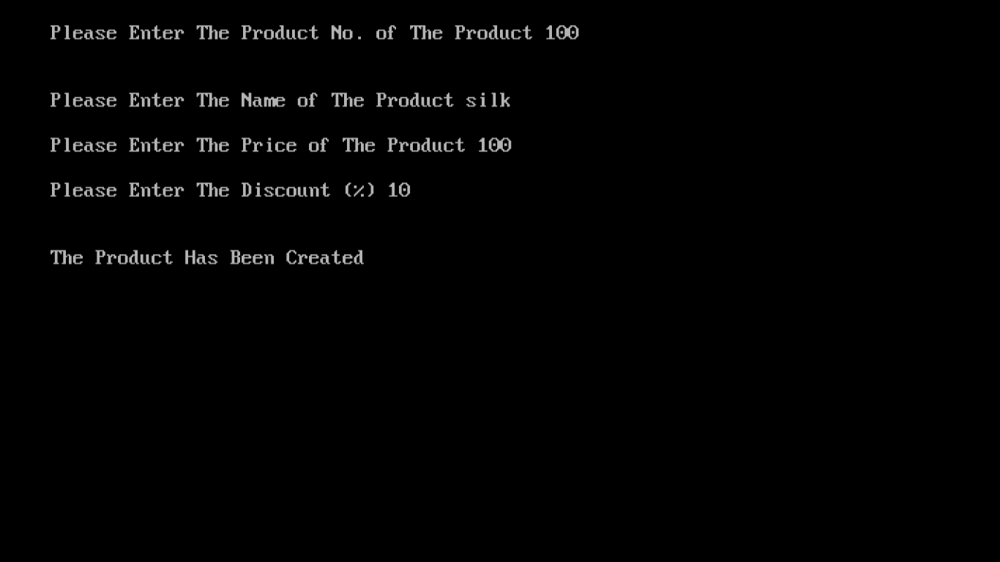 Please Enter The Product No. of The Product 100
Please Enter The Name of The Product silk
Please Enter The Price of The Product 100
Please Enter The Discount (%) 10
The Product Has Been Created